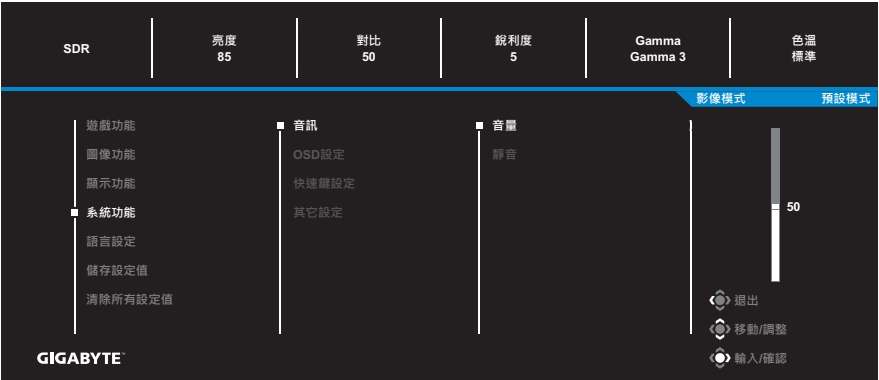 SDR
亮度
85
對比
50
銳利度
5
Gamma
Gamma 3
色溫
標準
影像模式 預設模式
遊戲功能
圖像功能
顯示功能
系統功能
語言設定
儲存設定值
清除所有設定值
音訊
OSD設定
快速鍵設定
其它設定
音量
靜音
50
退出
移動/調整
輸入/確認
GIGABYTE™